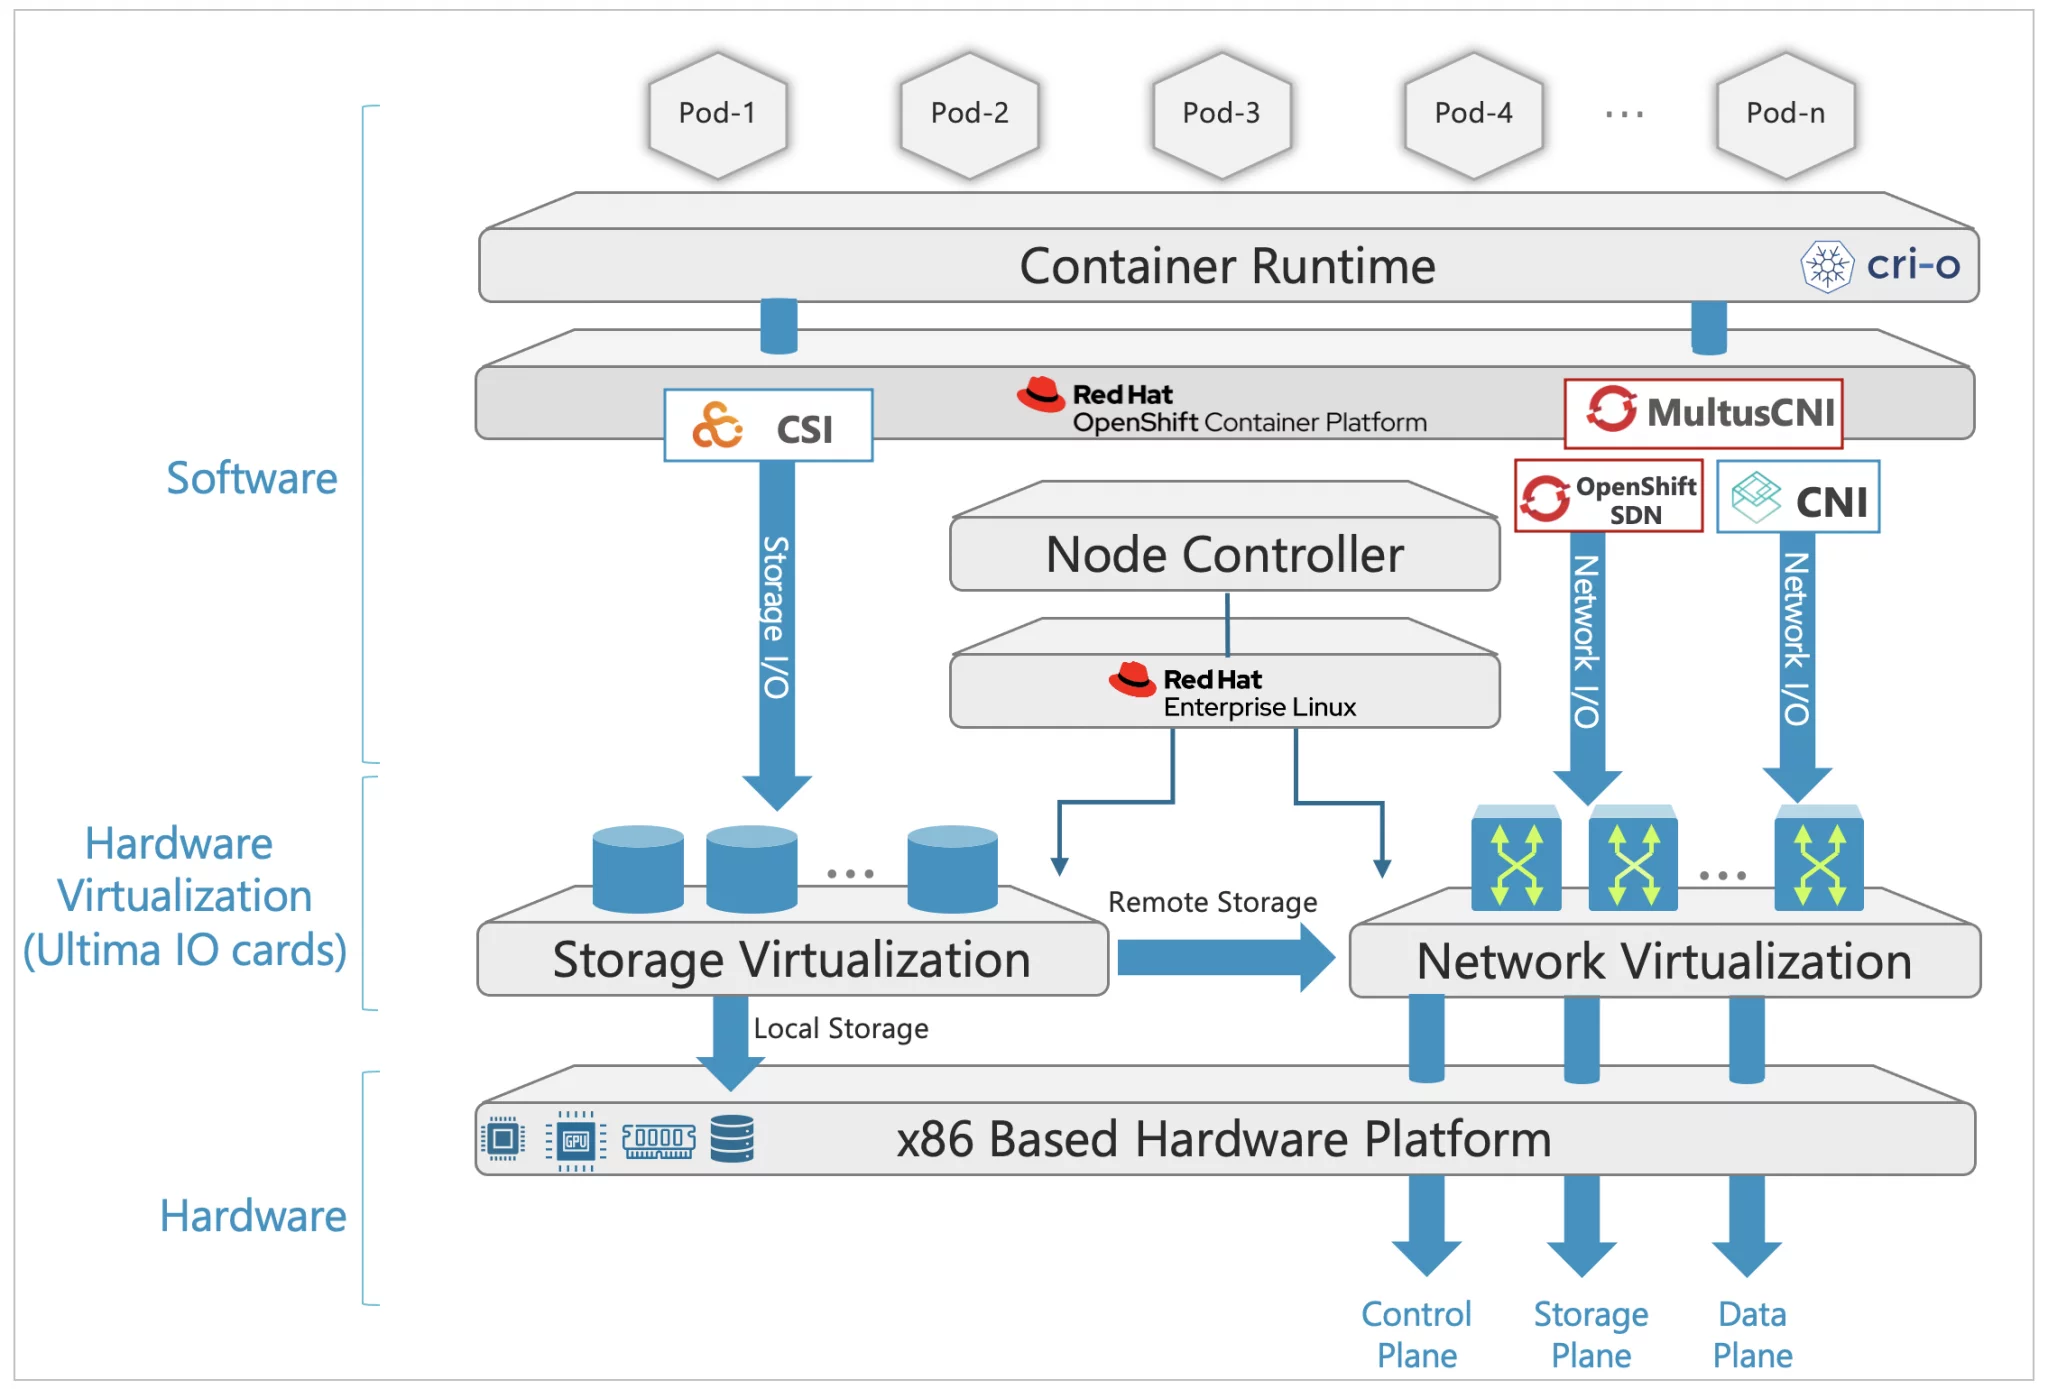 Pod-1
Pod-2
Pod-3
Pod-4
...
Pod-n
Container Runtime
cri-o
Red Hat
OpenShift Container Platform
CSI
MultusCNI
OpenShift
SDN
CNI
Software
Node Controller
Storage I/O
Network I/O
Network I/O
Red Hat
Enterprise Linux
Hardware
Virtualization
(Ultima IO cards)
...
...
Remote Storage
Storage Virtualization
Network Virtualization
Local Storage
GPU
x86 Based Hardware Platform
Hardware
Control
Plane
Storage
Plane
Data
Plane